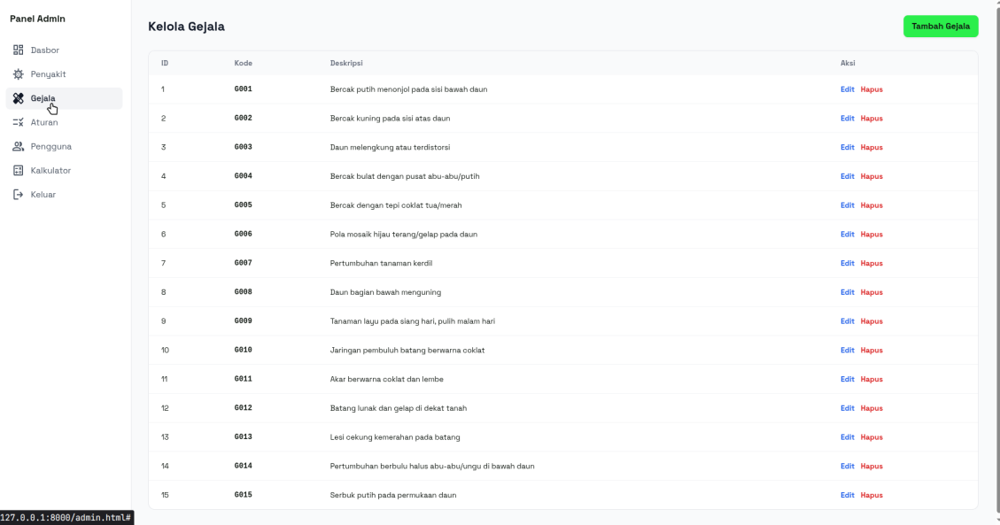 Panel Admin
Dasbor
Penyakit
Gejala
Aturan
Pengguna
Kalkulator
Keluar
Kelola Gejala
Tambah Gejala
ID Kode Deskripsi Aksi
1 G001 Bercak putih menonjol pada sisi bawah daun Edit Hapus
2 G002 Bercak kuning pada sisi atas daun Edit Hapus
3 G003 Daun melengkung atau terdistorsi Edit Hapus
4 G004 Bercak bulat dengan pusat abu-abu/putih Edit Hapus
5 G005 Bercak dengan tepi coklat tua/merah Edit Hapus
6 G006 Pola mosaik hijau terang/gelap pada daun Edit Hapus
7 G007 Pertumbuhan tanaman kerdil Edit Hapus
8 G008 Daun bagian bawah menguning Edit Hapus
9 G009 Tanaman layu pada siang hari, pulih malam hari Edit Hapus
10 G010 Jaringan pembuluh batang berwarna coklat Edit Hapus
11 G011 Akar berwarna coklat dan lembe Edit Hapus
12 G012 Batang lunak dan gelap di dekat tanah Edit Hapus
13 G013 Lesi cekung kemerahan pada batang Edit Hapus
14 G014 Pertumbuhan berbulu halus abu-abu/ungu di bawah daun Edit Hapus
15 G015 Serbuk putih pada permukaan daun Edit Hapus
127.0.0.1:8000/admin.html#